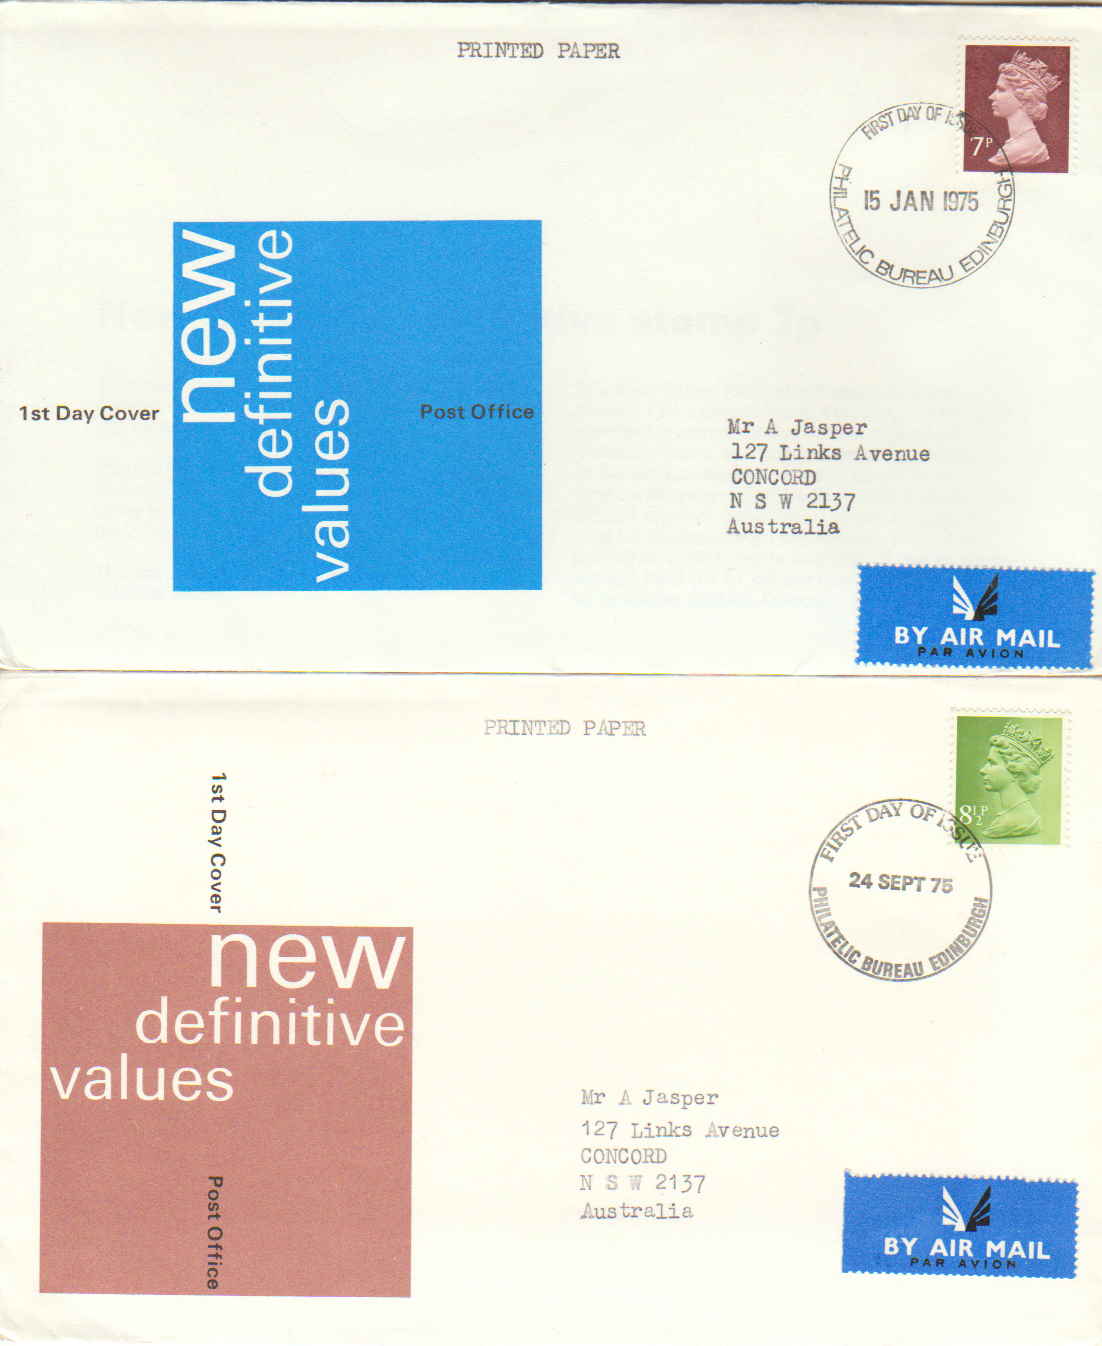 PRINTED PAPER
7P
FIRST DAY OF ISSUE
15 JAN 1975
PHILATELIC BUREAU EDINBURGH
new
definitive
values
1st Day Cover
Post Office
Mr A Jasper
127 Links Avenue
CONCORD
N S W 2137
Australia
BY AIR MAIL
PAR AVION
PRINTED PAPER
8½P
FIRST DAY OF ISSUE
24 SEPT 75
PHILATELIC BUREAU EDINBURGH
1st Day Cover
new
definitive
values
Post Office
Mr A Jasper
127 Links Avenue
CONCORD
N S W 2137
Australia
BY AIR MAIL
PAR AVION